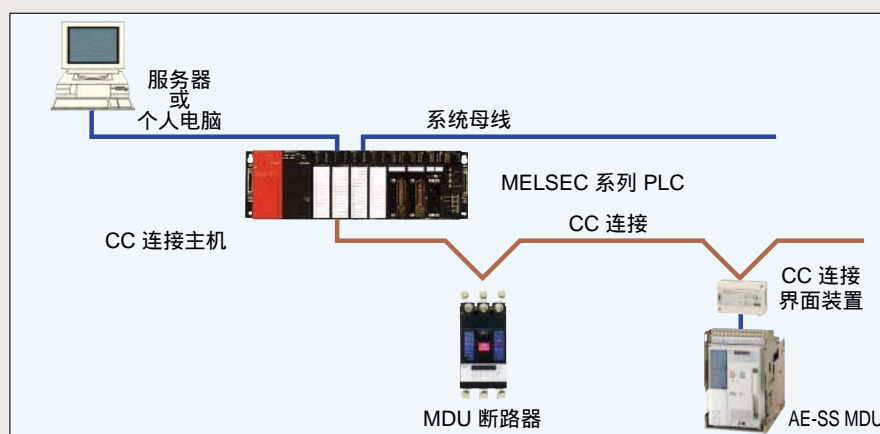 服务器
或
个人电脑
系统母线
MELSEC 系列 PLC
CC 连接主机
CC 连接
CC 连接
界面装置
MDU 断路器
AE-SS MDU